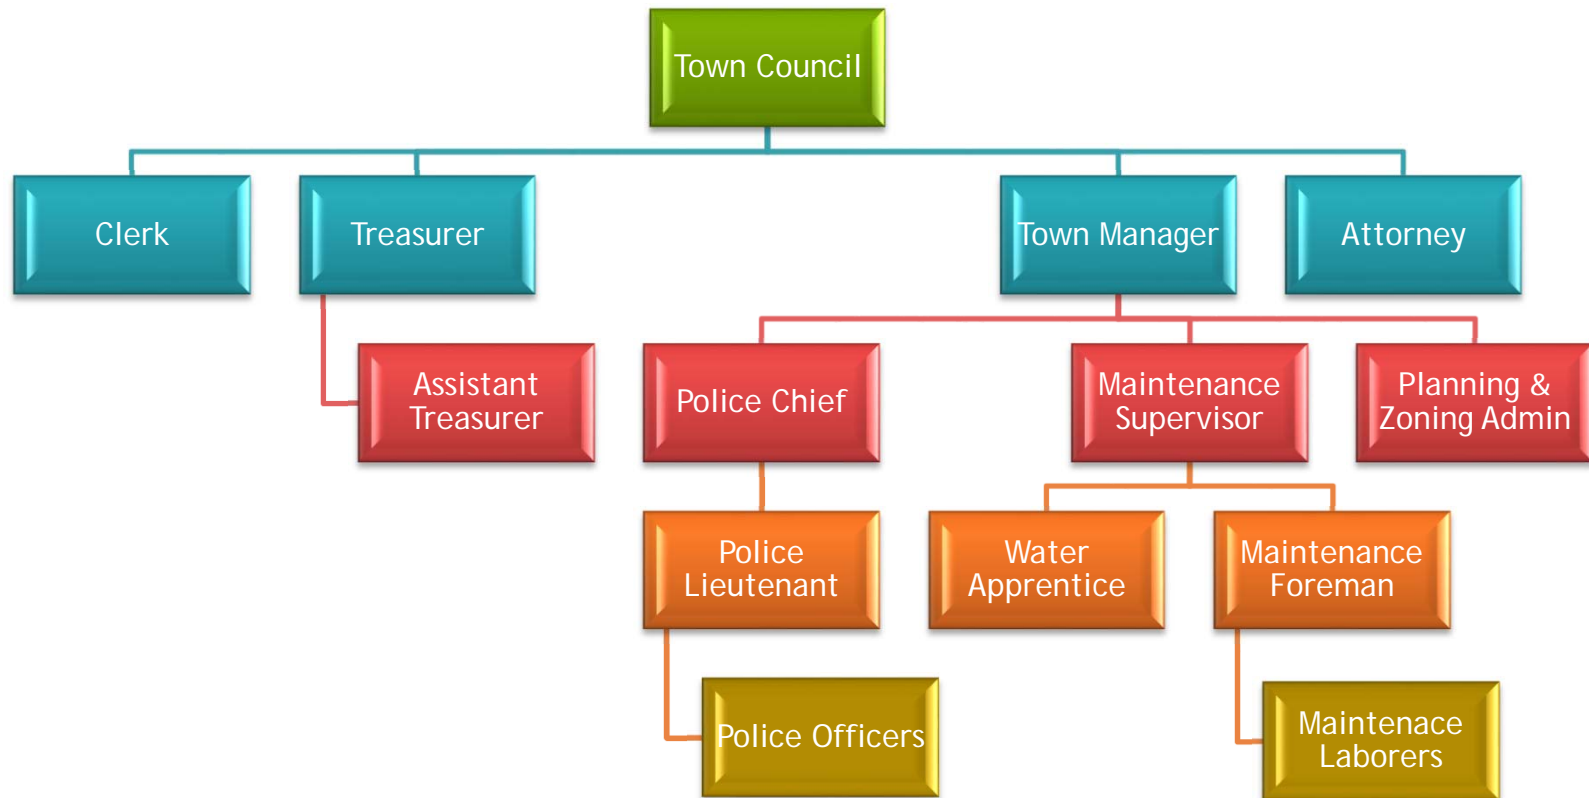 Town Council
Clerk
Treasurer
Town Manager
Attorney
Assistant
Treasurer
Police Chief
Maintenance
Supervisor
Planning &
Zoning Admin
Police
Lieutenant
Water
Apprentice
Maintenance
Foreman
Police Officers
Maintenace
Laborers